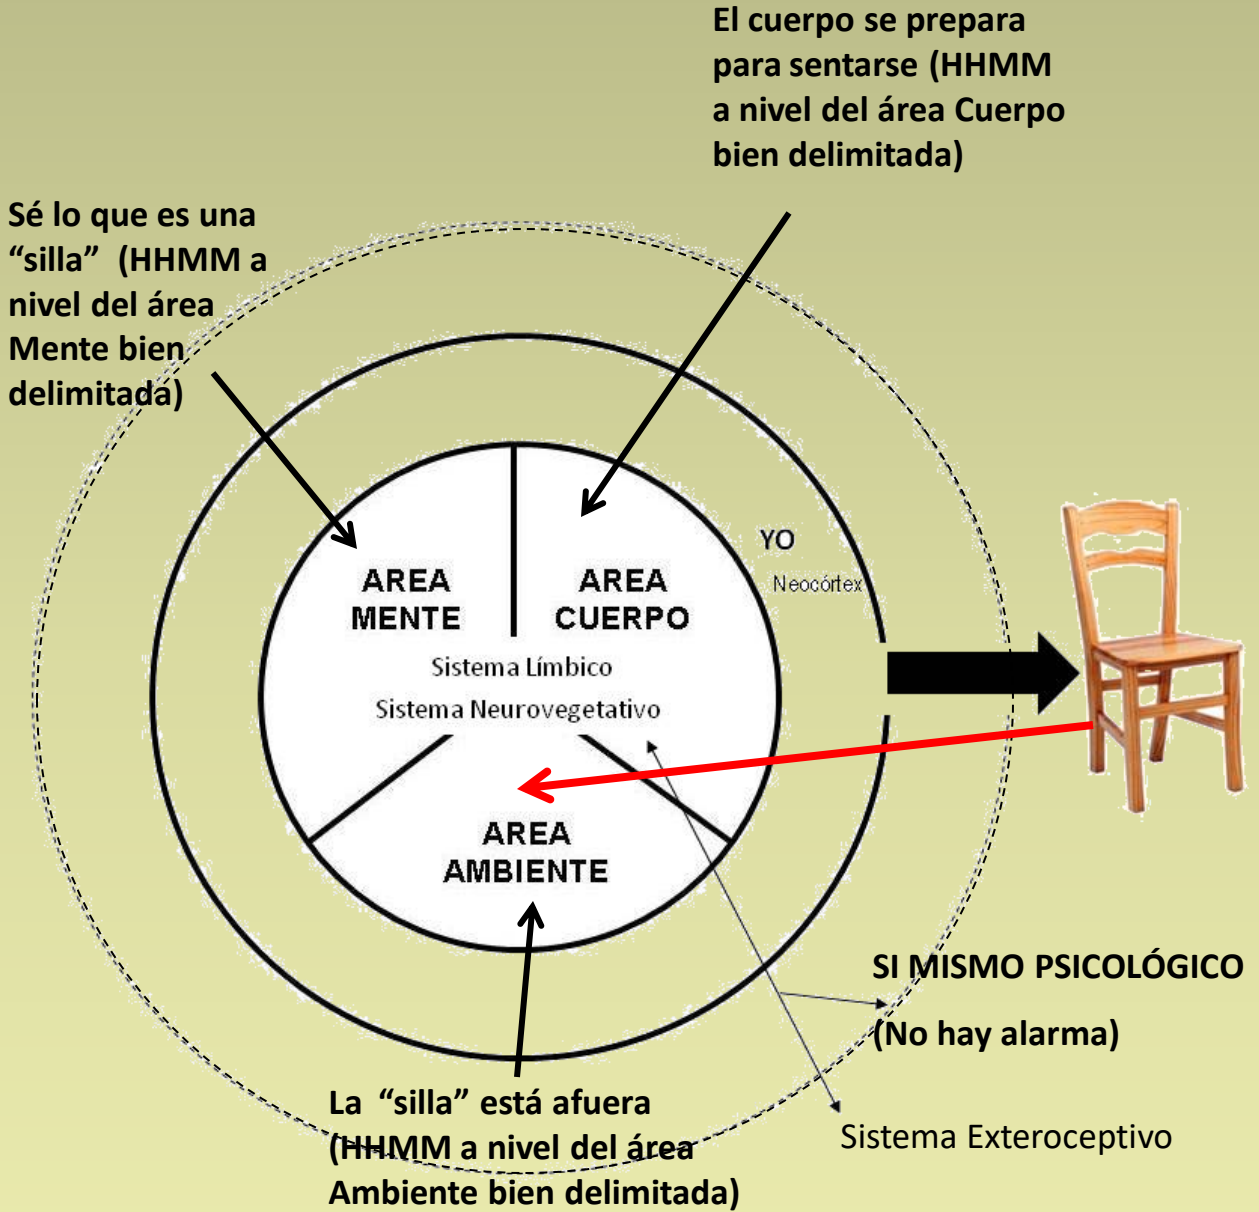 El cuerpo se prepara
para sentarse (HHMM
a nivel del área Cuerpo
bien delimitada)
Sé lo que es una
“silla” (HHMM a
nivel del área
Mente bien
delimitada)
YO
Neocórtex
AREA
MENTE
AREA
CUERPO
Sistema Límbico
Sistema Neurovegetativo
AREA
AMBIENTE
SI MISMO PSICOLÓGICO
(No hay alarma)
La “silla” está afuera
(HHMM a nivel del área
Ambiente bien delimitada)
Sistema Exteroceptivo